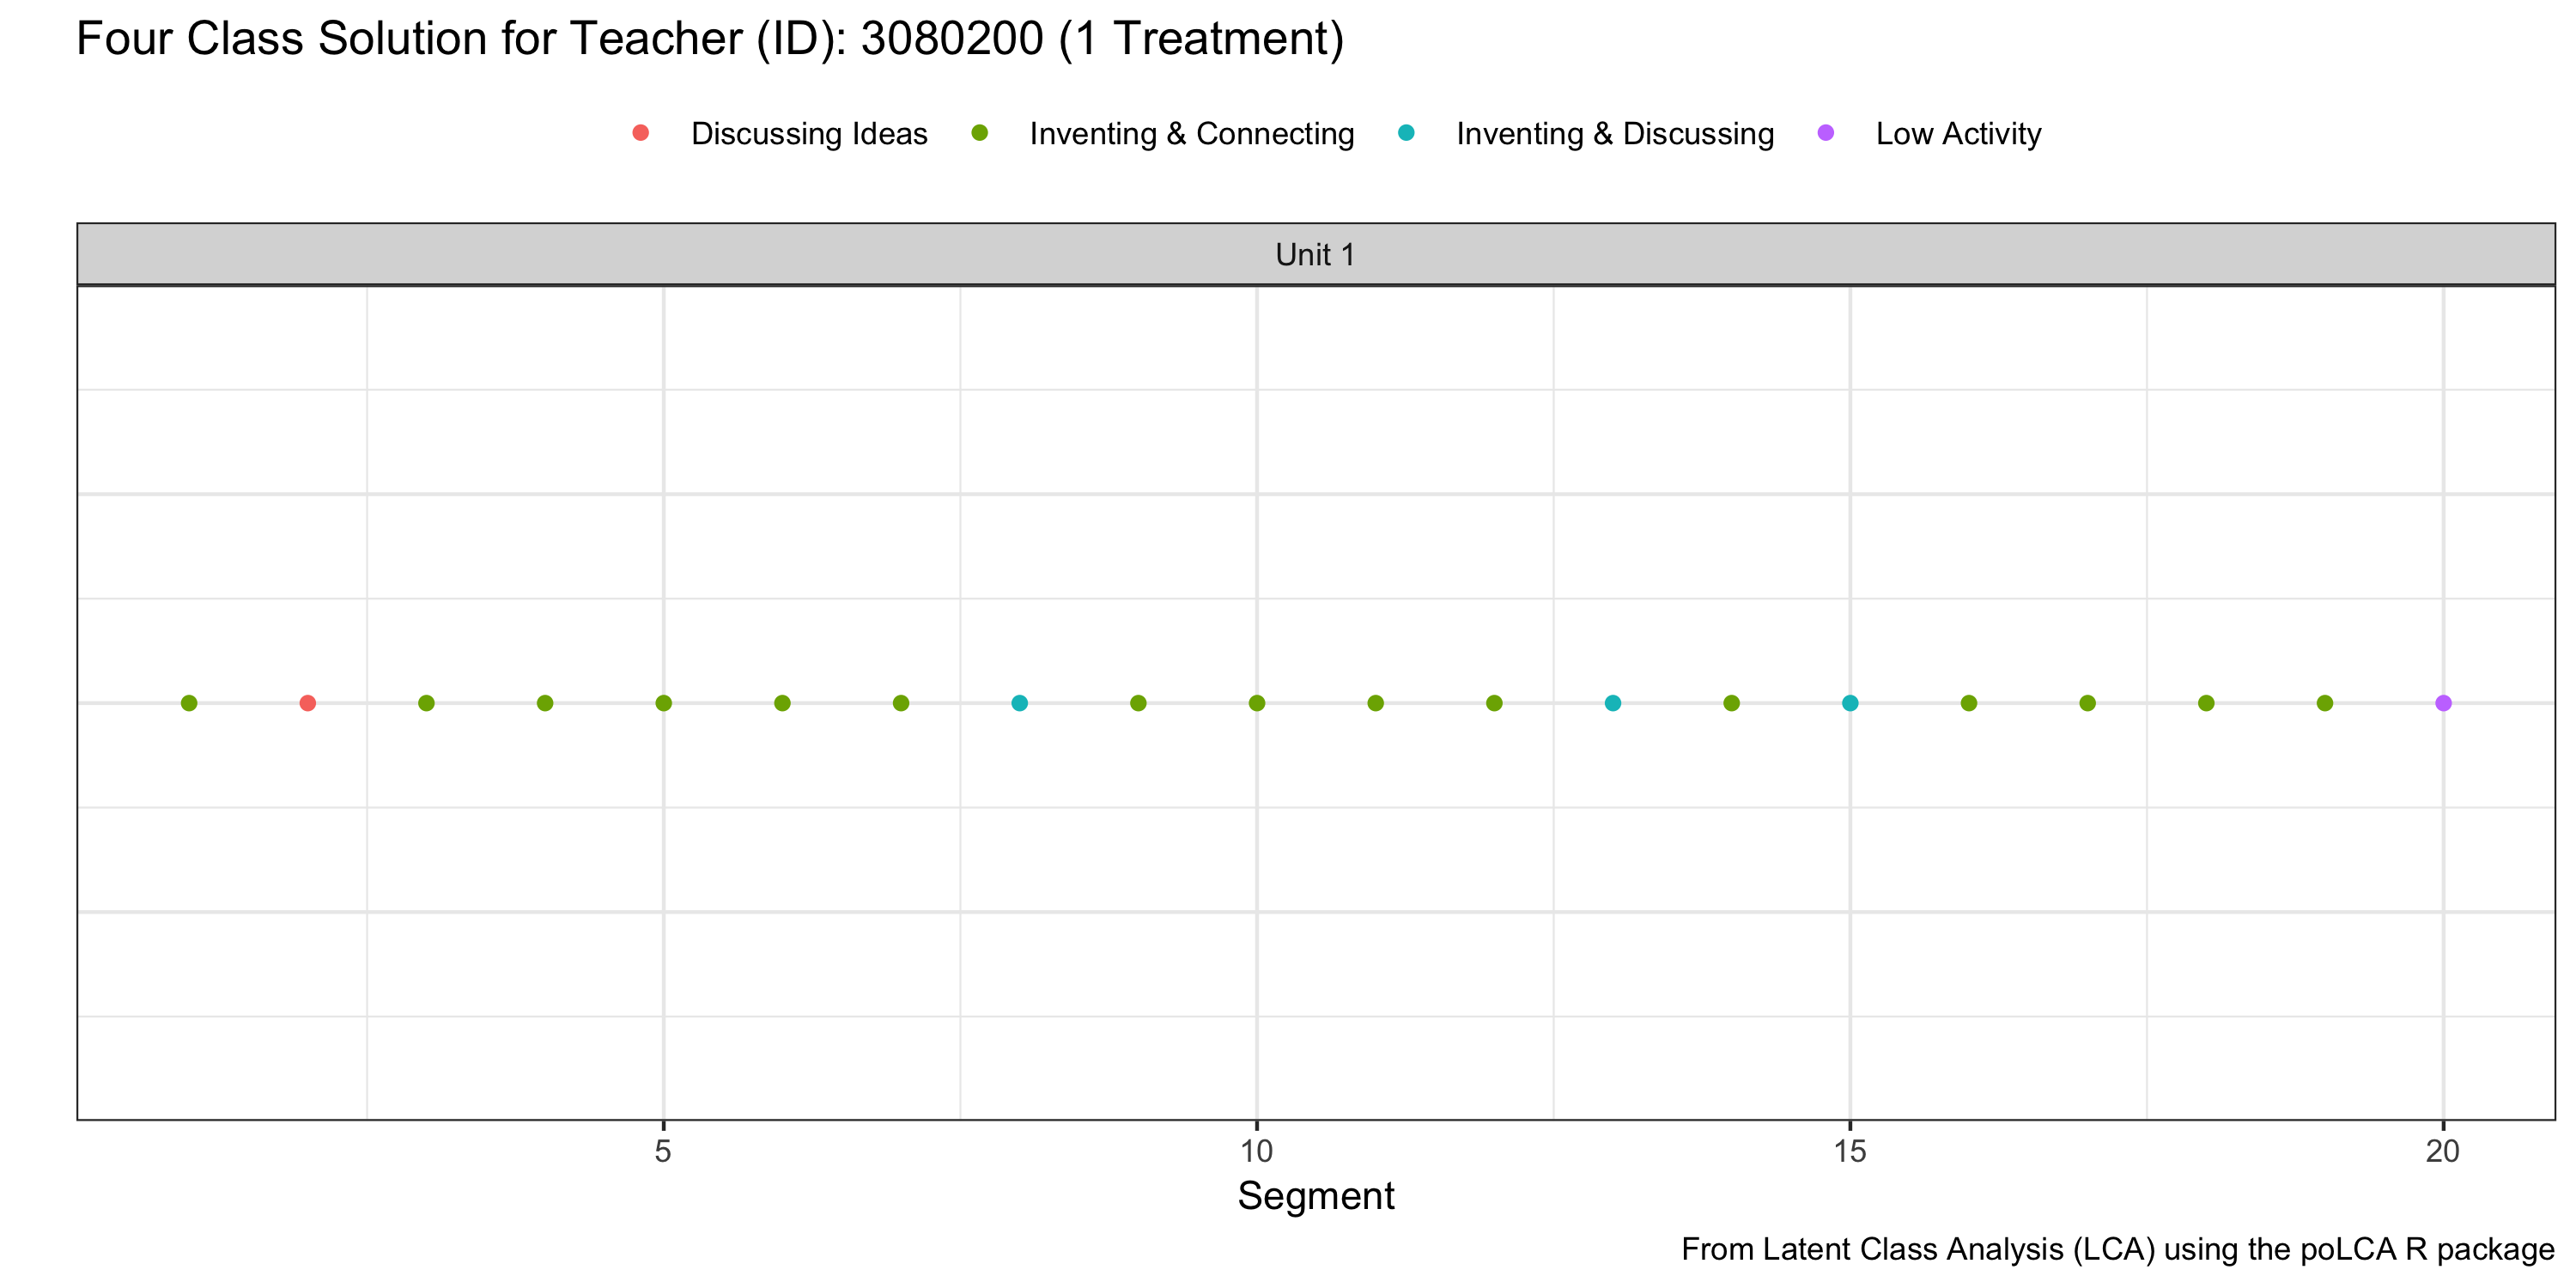 Four Class Solution for Teacher (ID): 3080200 (1 Treatment)
Discussing Ideas Inventing & Connecting Inventing & Discussing Low Activity
Unit 1
5 10 15 20
Segment
From Latent Class Analysis (LCA) using the poLCA R package